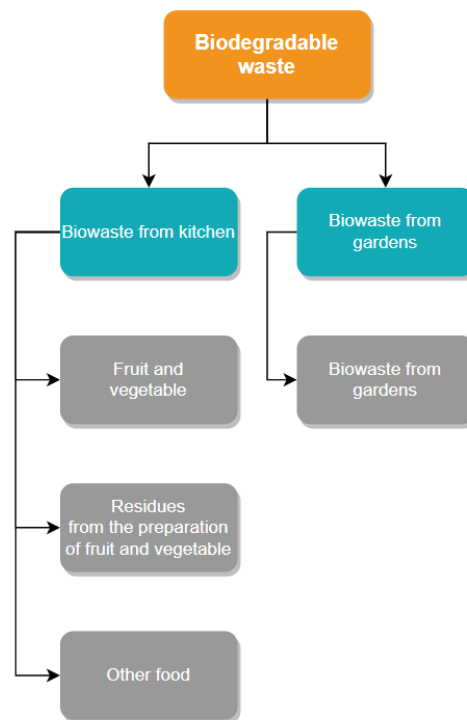 Biodegradable
waste
Biowaste from kitchen
Biowaste from
gardens
Fruit and
vegetable
Biowaste from
gardens
Residues
from the preparation
of fruit and vegetable
Other food